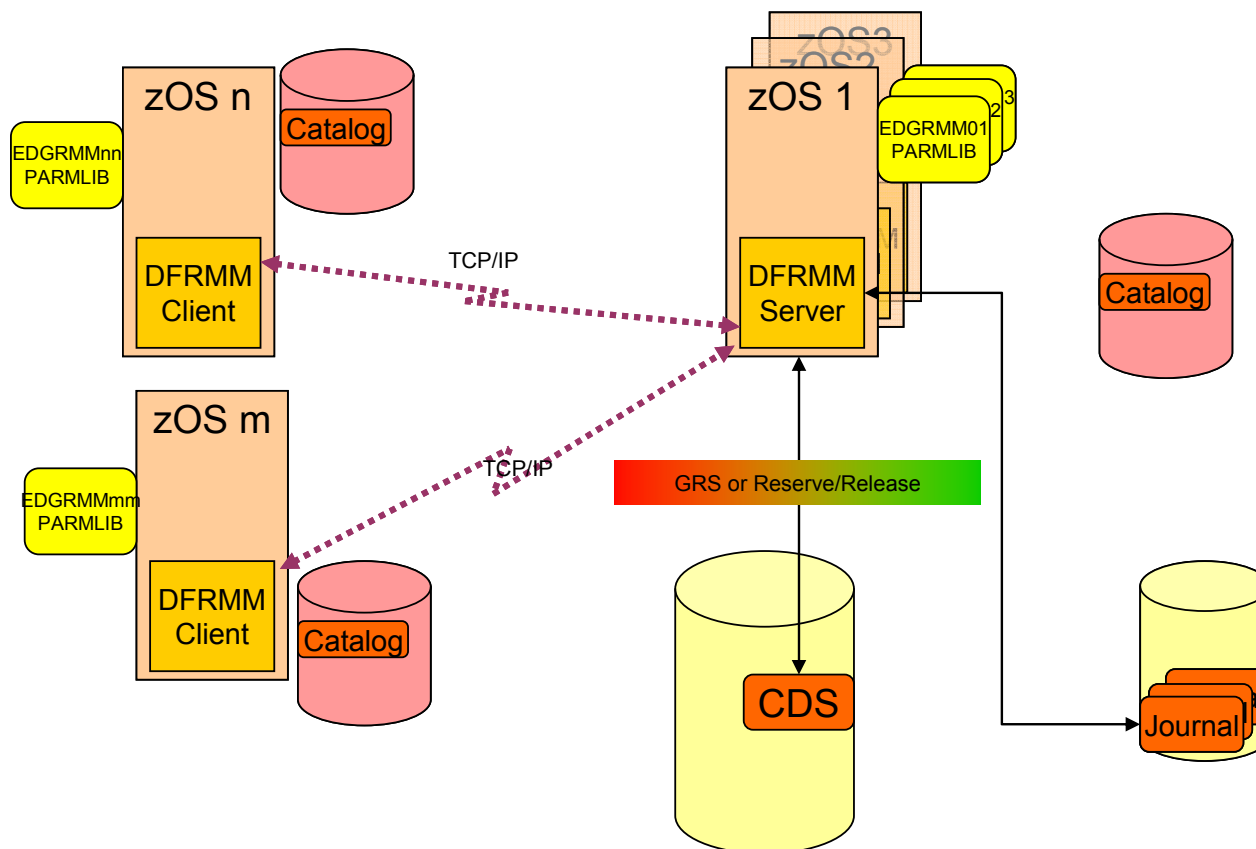 zOS3
zOS2
zOS n
zOS 1
Catalog
EDGRMMnn
PARMLIB
3
2
EDGRMM01
PARMLIB
TCP/IP
DFRMM
Client
DFRMM
Server
Catalog
zOS m
TCP/IP
GRS or Reserve/Release
EDGRMMmm
PARMLIB
DFRMM
Client
Catalog
CDS
Journal